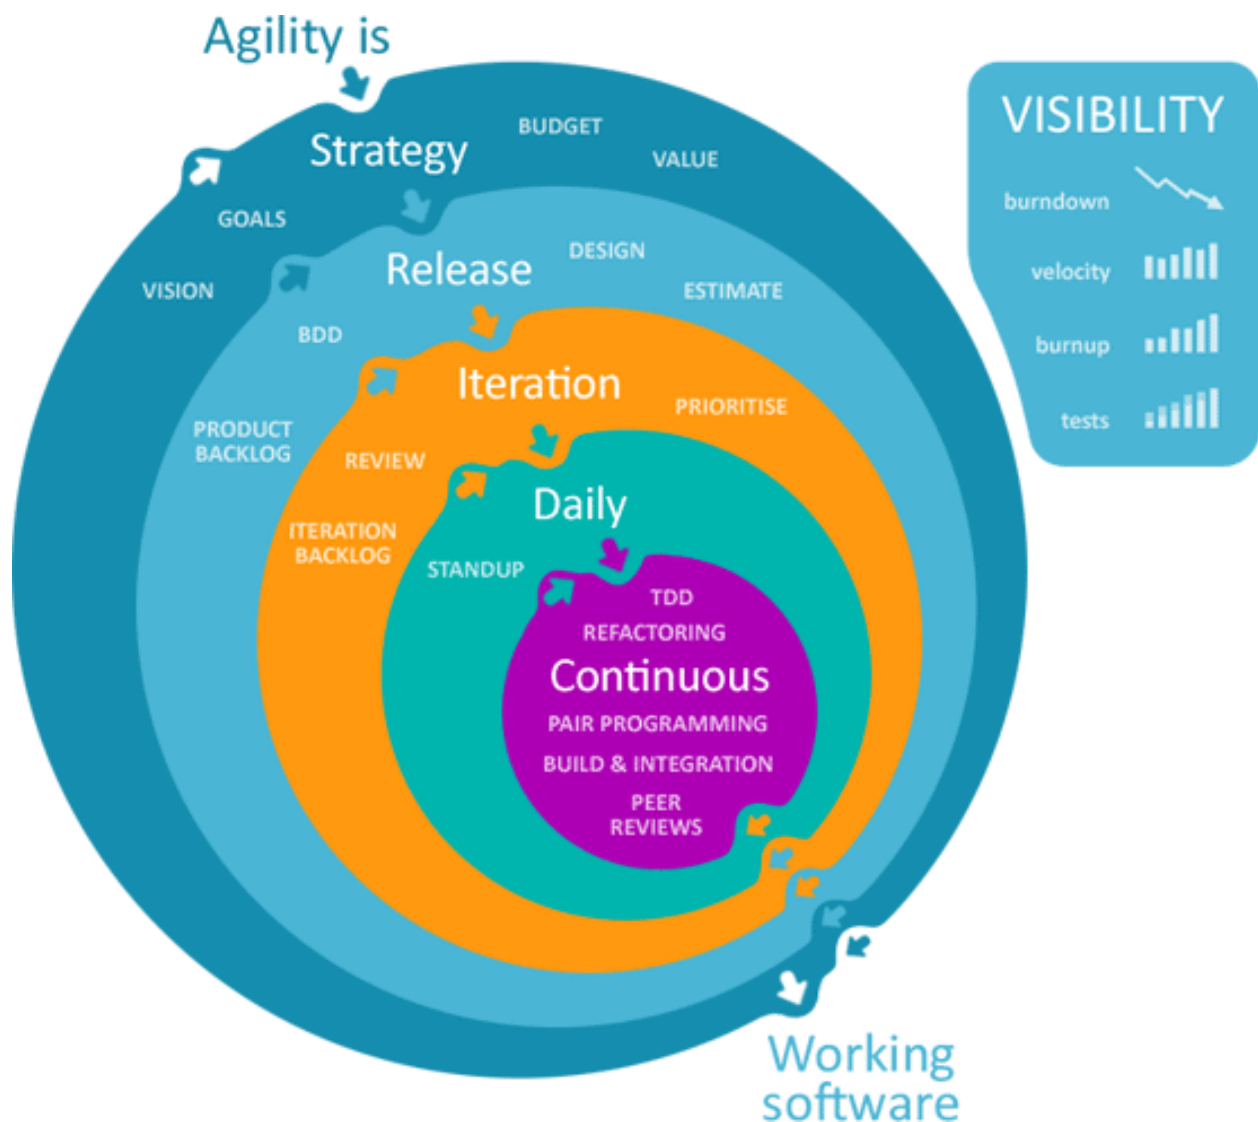 Agility is
Strategy
BUDGET
VALUE
GOALS
VISION
Release
DESIGN
ESTIMATE
BDD
PRODUCT
BACKLOG
Iteration
PRIORITISE
REVIEW
ITERATION
BACKLOG
Daily
STANDUP
TDD
REFACTORING
Continuous
PAIR PROGRAMMING
BUILD & INTEGRATION
PEER
REVIEWS
Working
software
VISIBILITY
burndown
velocity
burnup
tests